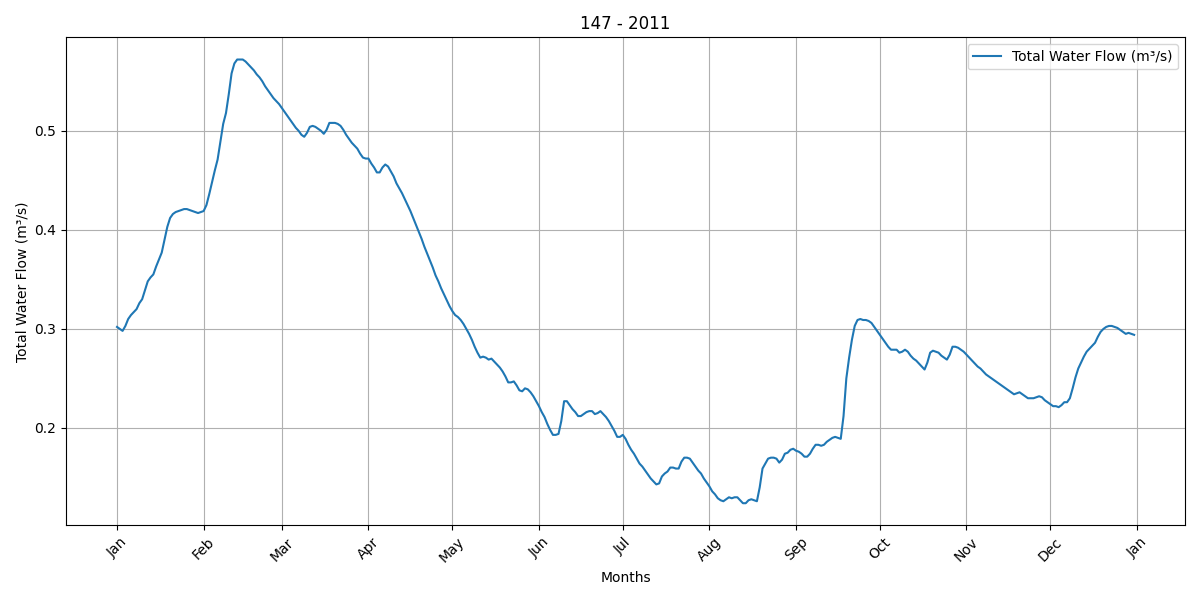 147 - 2011
Total Water Flow (m³/s)
Total Water Flow (m³/s)
0.5
0.4
0.3
0.2
Jan Feb Mar Apr May Jun Jul Aug Sep Oct Nov Dec Jan
Months